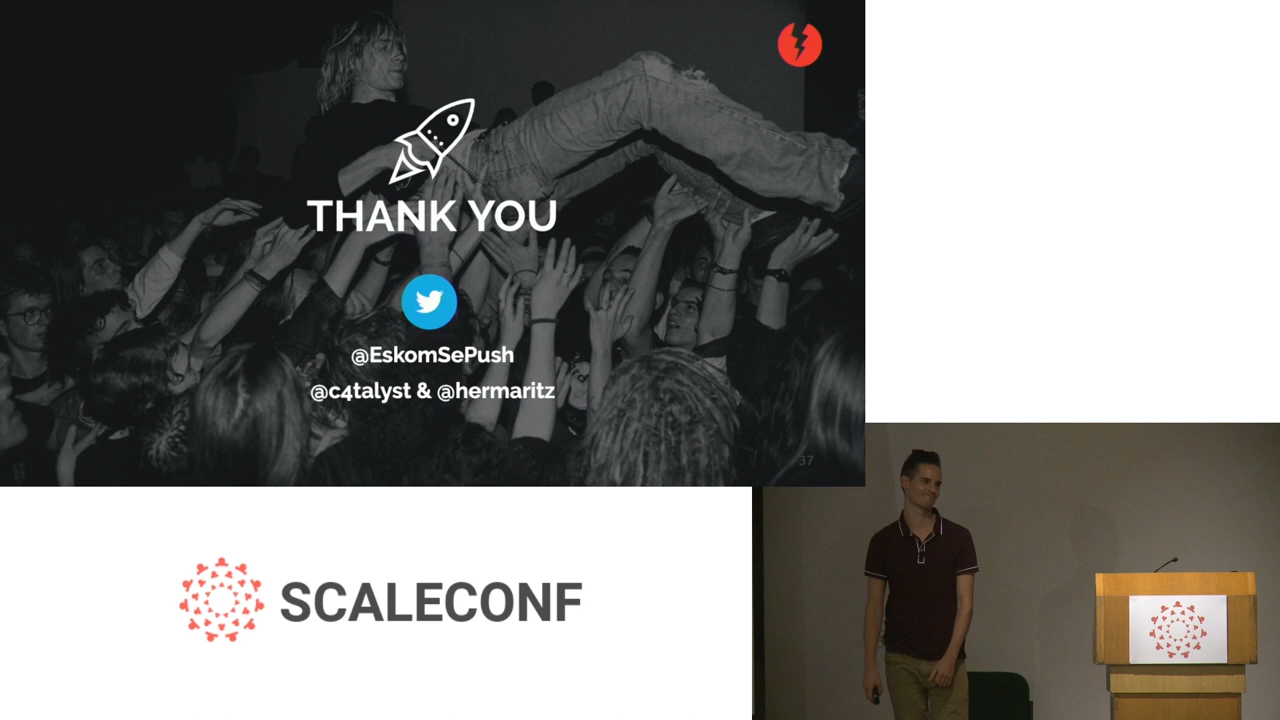 THANK YOU
@EskomSePush
@c4talyst & @hermaritz
37
SCALECONF